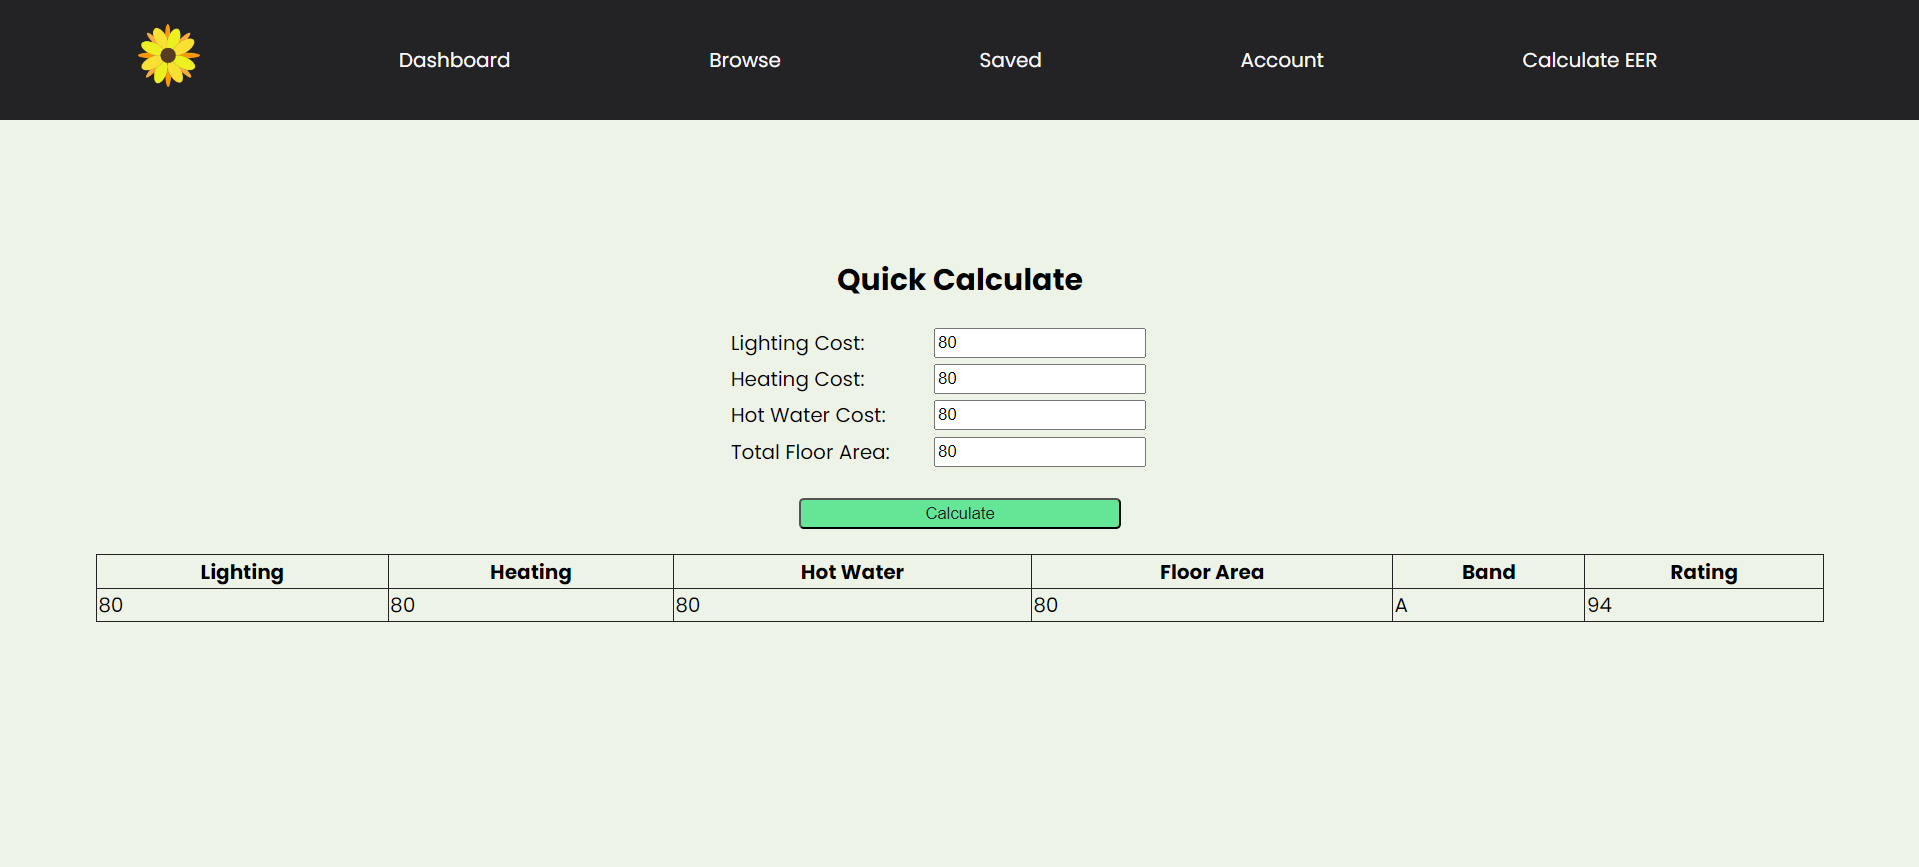 Dashboard Browse Saved Account Calculate EER
Quick Calculate
Lighting Cost: 80
Heating Cost: 80
Hot Water Cost: 80
Total Floor Area: 80
Calculate
Lighting Heating Hot Water Floor Area Band Rating
80 80 80 80 A 94